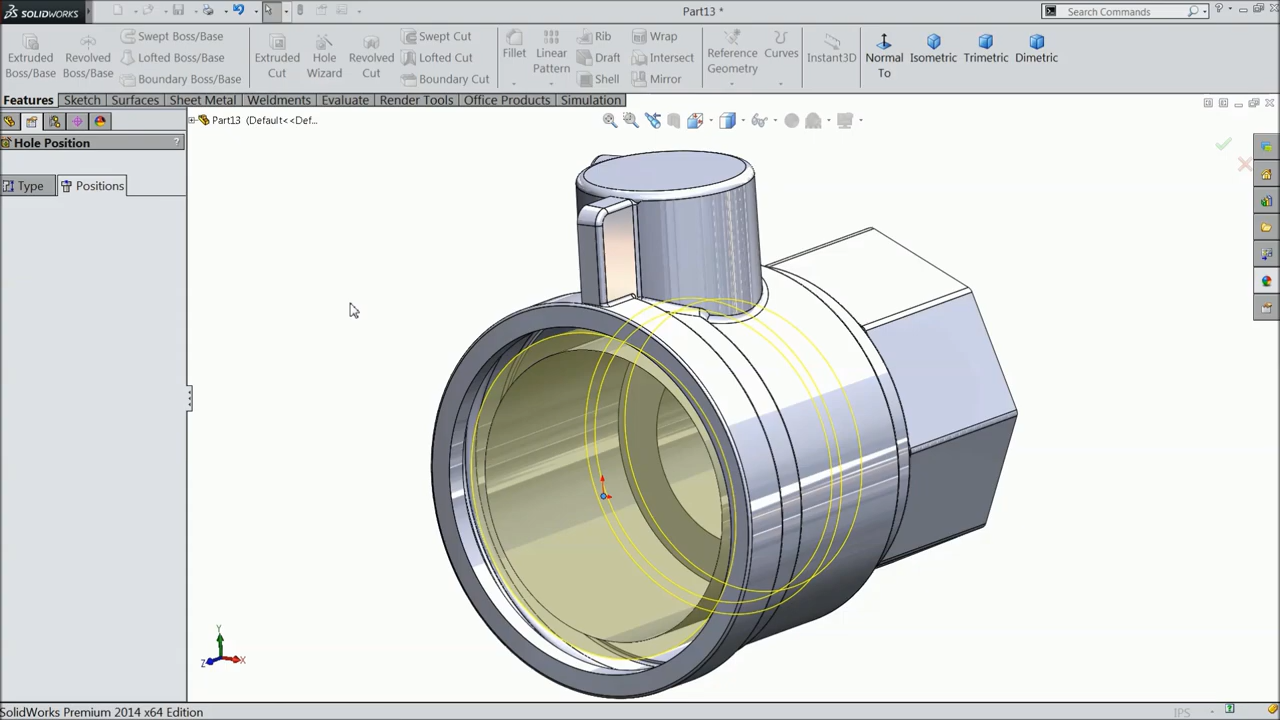 SOLIDWORKS
Part13 *
Search Commands
Extruded Boss/Base
Revolved Boss/Base
Swept Boss/Base
Lofted Boss/Base
Boundary Boss/Base
Extruded Cut
Hole Wizard
Revolved Cut
Swept Cut
Lofted Cut
Boundary Cut
Fillet
Linear Pattern
Rib
Draft
Shell
Wrap
Intersect
Mirror
Reference Geometry
Curves
Instant3D
Normal To
Isometric
Trimetric
Dimetric
Features Sketch Surfaces Sheet Metal Weldments Evaluate Render Tools Office Products Simulation
Part13 (Default<<Def...
Hole Position ?
Type Positions
Y
Z X
SolidWorks Premium 2014 x64 Edition
IPS